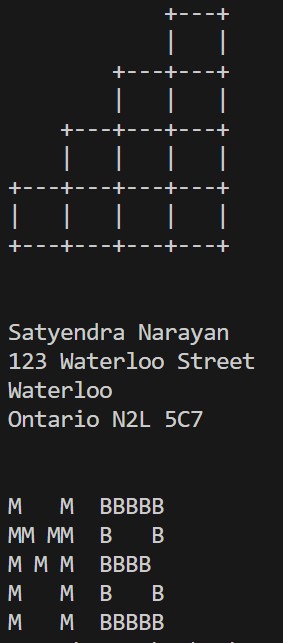 +---+
            |   |
        +---+---+
        |   |   |
    +---+---+---+
    |   |   |   |
+---+---+---+---+
|   |   |   |   |
+---+---+---+---+
Satyendra Narayan
123 Waterloo Street
Waterloo
Ontario N2L 5C7
M   M  BBBBB
MM MM  B   B
M M M  BBBB
M   M  B   B
M   M  BBBBB